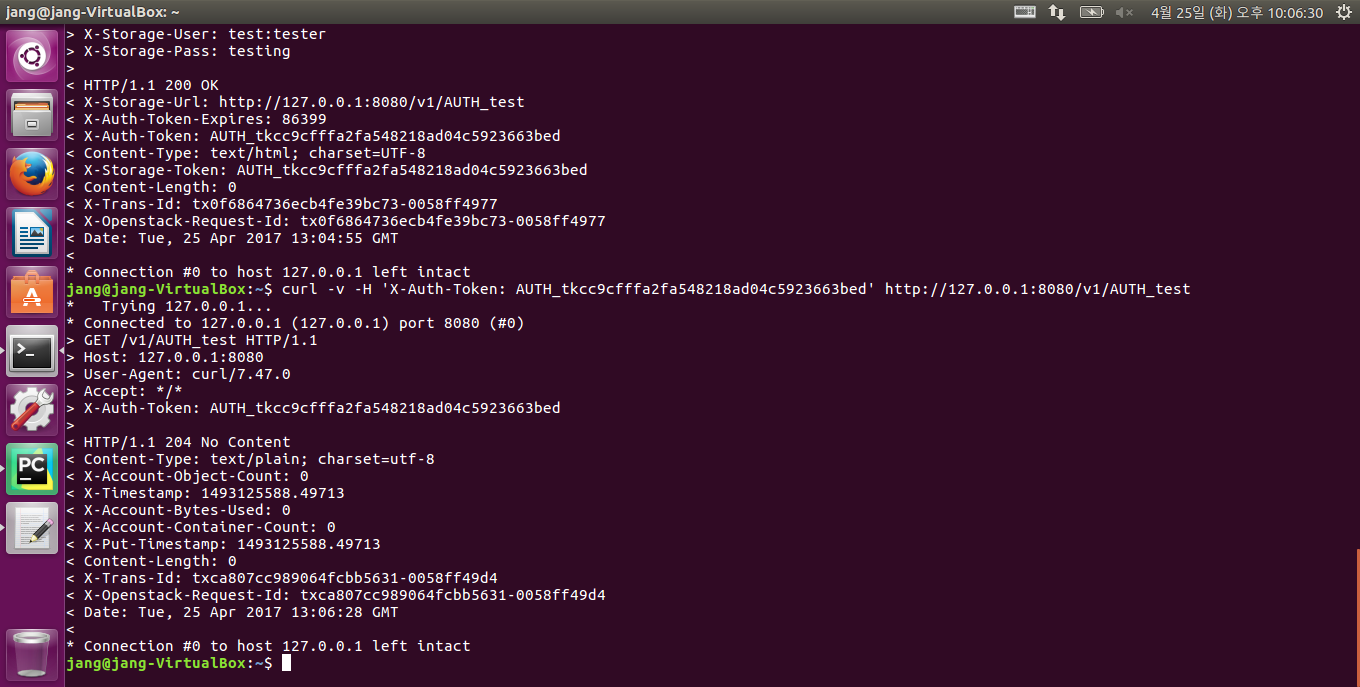 jang@jang-VirtualBox: ~
4월 25일 (화) 오후 10:06:30
> X-Storage-User: test:tester
> X-Storage-Pass: testing
>
< HTTP/1.1 200 OK
< X-Storage-Url: http://127.0.0.1:8080/v1/AUTH_test
< X-Auth-Token-Expires: 86399
< X-Auth-Token: AUTH_tkcc9cfffa2fa548218ad04c5923663bed
< Content-Type: text/html; charset=UTF-8
< X-Storage-Token: AUTH_tkcc9cfffa2fa548218ad04c5923663bed
< Content-Length: 0
< X-Trans-Id: tx0f6864736ecb4fe39bc73-0058ff4977
< X-Openstack-Request-Id: tx0f6864736ecb4fe39bc73-0058ff4977
< Date: Tue, 25 Apr 2017 13:04:55 GMT
<
* Connection #0 to host 127.0.0.1 left intact
jang@jang-VirtualBox:~$ curl -v -H 'X-Auth-Token: AUTH_tkcc9cfffa2fa548218ad04c5923663bed' http://127.0.0.1:8080/v1/AUTH_test
*   Trying 127.0.0.1...
* Connected to 127.0.0.1 (127.0.0.1) port 8080 (#0)
> GET /v1/AUTH_test HTTP/1.1
> Host: 127.0.0.1:8080
> User-Agent: curl/7.47.0
> Accept: */*
> X-Auth-Token: AUTH_tkcc9cfffa2fa548218ad04c5923663bed
>
< HTTP/1.1 204 No Content
< Content-Type: text/plain; charset=utf-8
< X-Account-Object-Count: 0
< X-Timestamp: 1493125588.49713
< X-Account-Bytes-Used: 0
< X-Account-Container-Count: 0
< X-Put-Timestamp: 1493125588.49713
< Content-Length: 0
< X-Trans-Id: txca807cc989064fcbb5631-0058ff49d4
< X-Openstack-Request-Id: txca807cc989064fcbb5631-0058ff49d4
< Date: Tue, 25 Apr 2017 13:06:28 GMT
<
* Connection #0 to host 127.0.0.1 left intact
jang@jang-VirtualBox:~$
PC